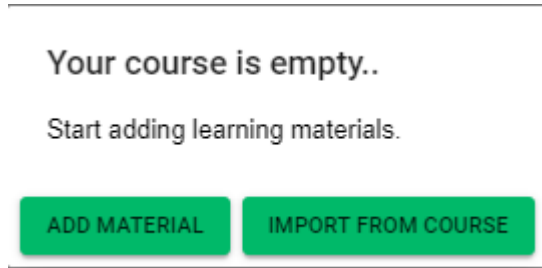 Your course is empty..
Start adding learning materials.
ADD MATERIAL IMPORT FROM COURSE